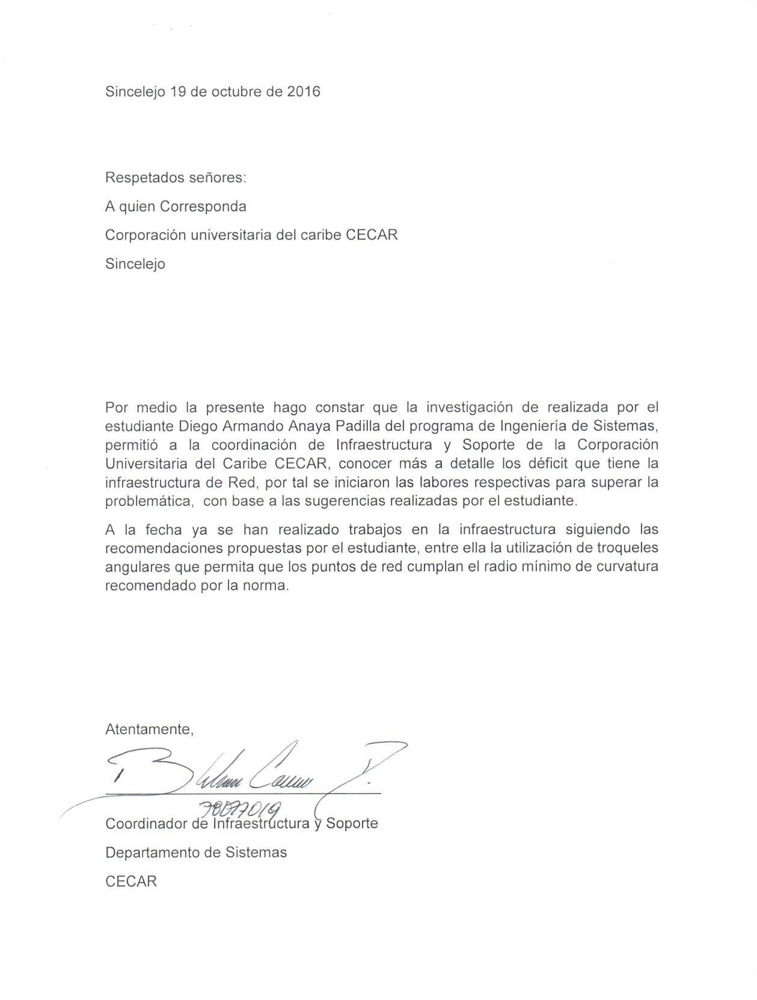 Sincelejo 19 de octubre de 2016
Respetados señores:
A quien Corresponda
Corporación universitaria del caribe CECAR
Sincelejo
Por medio la presente hago constar que la investigación de realizada por el
estudiante Diego Armando Anaya Padilla del programa de Ingeniería de Sistemas,
permitió a la coordinación de Infraestructura y Soporte de la Corporación
Universitaria del Caribe CECAR, conocer más a detalle los déficit que tiene la
infraestructura de Red, por tal se iniciaron las labores respectivas para superar la
problemática, con base a las sugerencias realizadas por el estudiante.
A la fecha ya se han realizado trabajos en la infraestructura siguiendo las
recomendaciones propuestas por el estudiante, entre ella la utilización de troqueles
angulares que permita que los puntos de red cumplan el radio mínimo de curvatura
recomendado por la norma.
Atentamente,
Coordinador de Infraestructura y Soporte
Departamento de Sistemas
CECAR